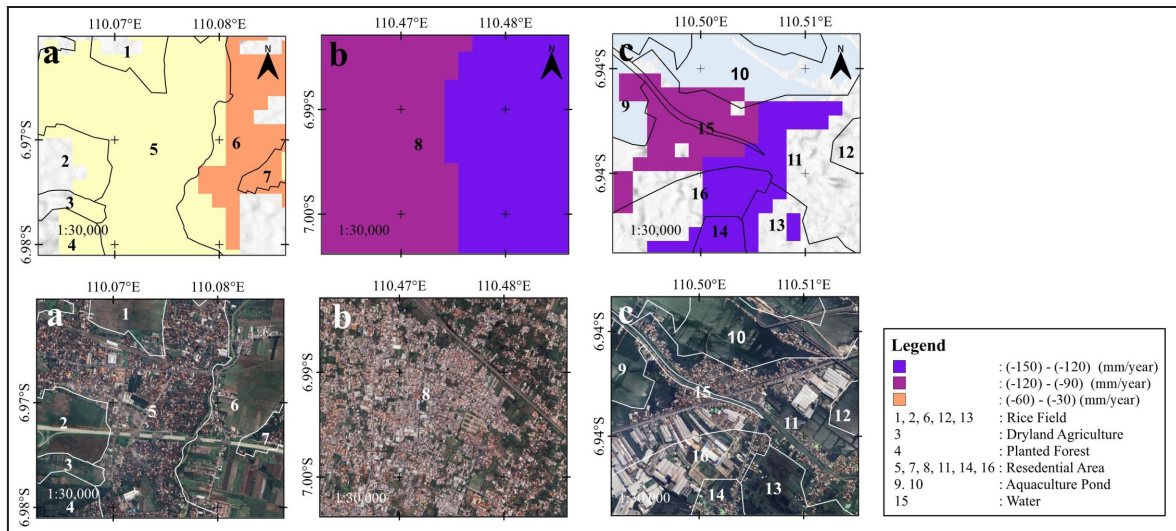 110.07°E 110.08°E
a
N
6.97°S
6.98°S
1
2
3
4
5
6
7
1:30,000
110.47°E 110.48°E
b
N
6.99°S
7.00°S
8
1:30,000
110.50°E 110.51°E
c
N
6.94°S
6.94°S
9
10
11
12
13
14
15
16
1:30,000
110.07°E 110.08°E
a
6.97°S
6.98°S
1
2
3
4
5
6
7
1:30,000
110.47°E 110.48°E
b
6.99°S
7.00°S
8
1:30,000
110.50°E 110.51°E
c
6.94°S
6.94°S
9
10
11
12
13
14
15
16
1:30,000
Legend
: (-150) - (-120) (mm/year)
: (-120) - (-90) (mm/year)
: (-60) - (-30) (mm/year)
1, 2, 6, 12, 13 : Rice Field
3 : Dryland Agriculture
4 : Planted Forest
5, 7, 8, 11, 14, 16 : Resedential Area
9. 10 : Aquaculture Pond
15 : Water